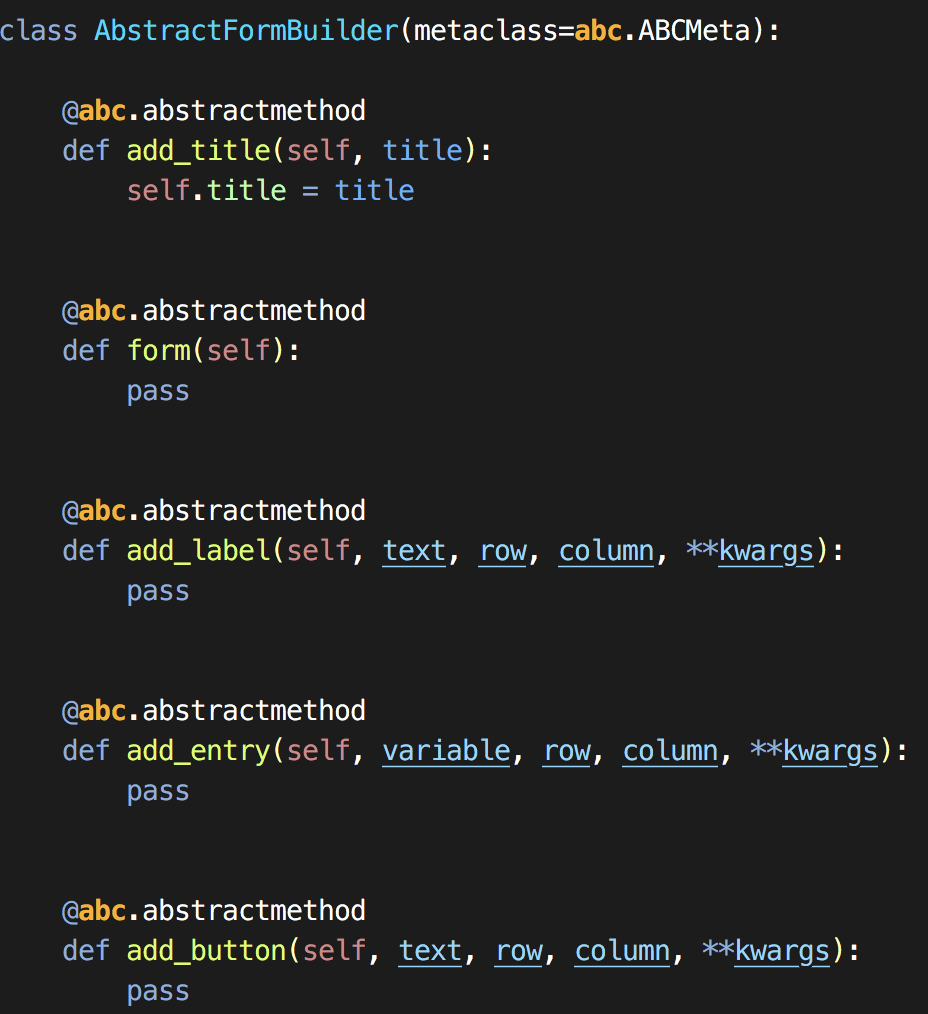 class AbstractFormBuilder(metaclass=abc.ABCMeta):
@abc.abstractmethod
def add_title(self, title):
self.title = title
@abc.abstractmethod
def form(self):
pass
@abc.abstractmethod
def add_label(self, text, row, column, **kwargs):
pass
@abc.abstractmethod
def add_entry(self, variable, row, column, **kwargs):
pass
@abc.abstractmethod
def add_button(self, text, row, column, **kwargs):
pass